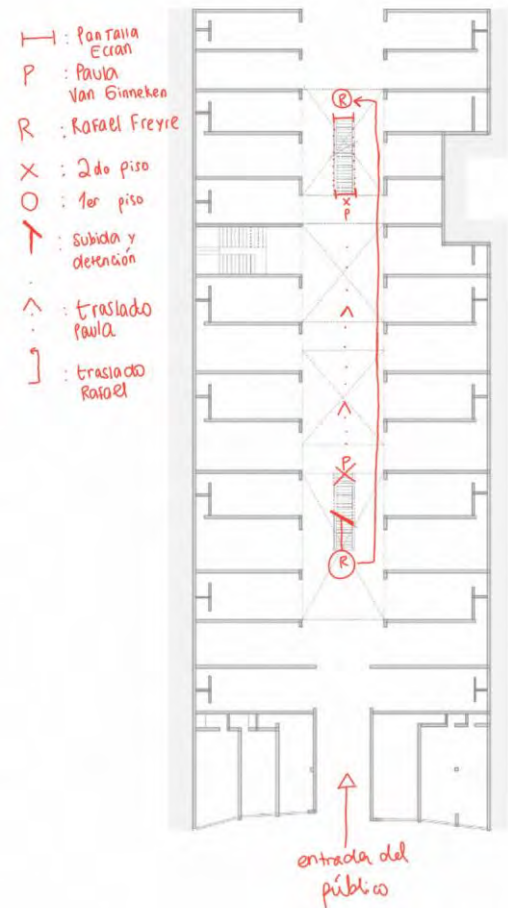 : Pantalla
Ecran
P : Paula
Van Ginneken
R : Rafael Freyre
X : 2do piso
O : 1er piso
: subida y
detención
: traslado
Paula
: traslado
Rafael
R
x
P
P
R
entrada del
público